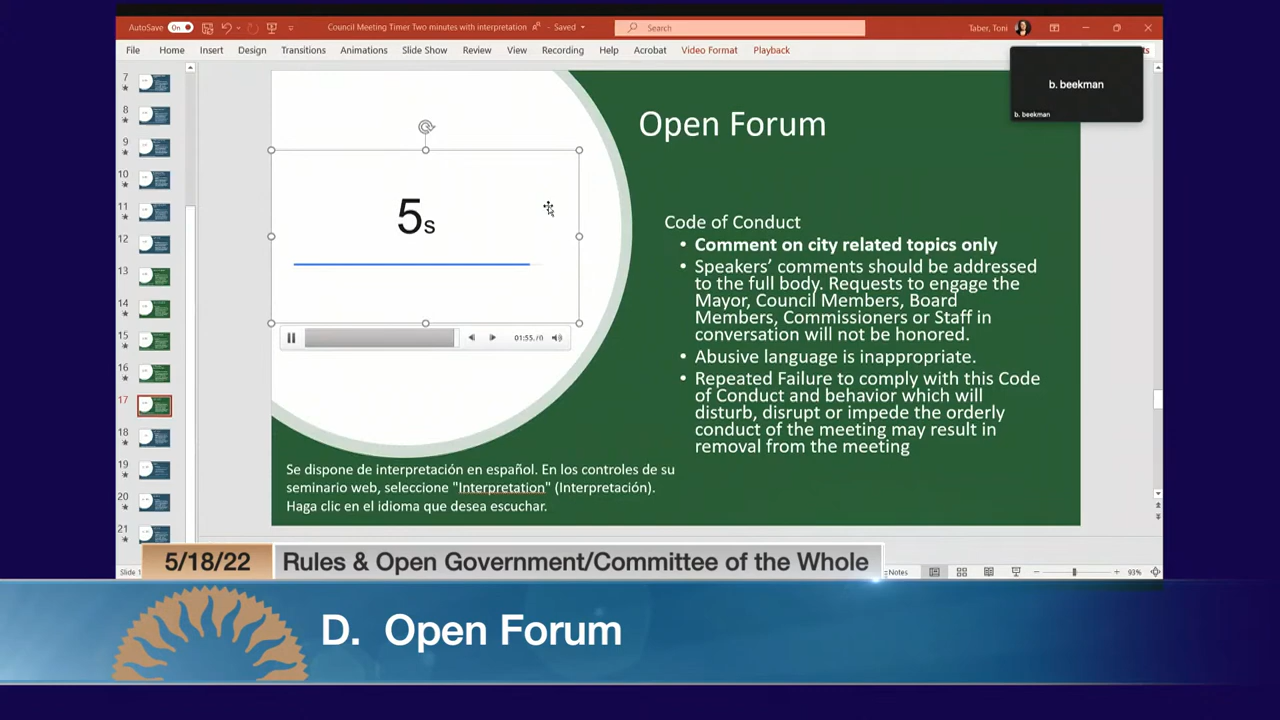 AutoSave On
Council Meeting Timer Two minutes with interpretation
Saved
Search
Taber, Toni
File Home Insert Design Transitions Animations Slide Show Review View Recording Help Acrobat Video Format Playback
b. beekman
b. beekman
7
8
9
10
11
12
13
14
15
16
17
18
19
20
21
Open Forum
5s
01:55
Code of Conduct
• Comment on city related topics only
• Speakers’ comments should be addressed
to the full body. Requests to engage the
Mayor, Council Members, Board
Members, Commissioners or Staff in
conversation will not be honored.
• Abusive language is inappropriate.
• Repeated Failure to comply with this Code
of Conduct and behavior which will
disturb, disrupt or impede the orderly
conduct of the meeting may result in
removal from the meeting
Se dispone de interpretación en español. En los controles de su
seminario web, seleccione "Interpretation" (Interpretación).
Haga clic en el idioma que desea escuchar.
Notes
93%
5/18/22 Rules & Open Government/Committee of the Whole
D. Open Forum